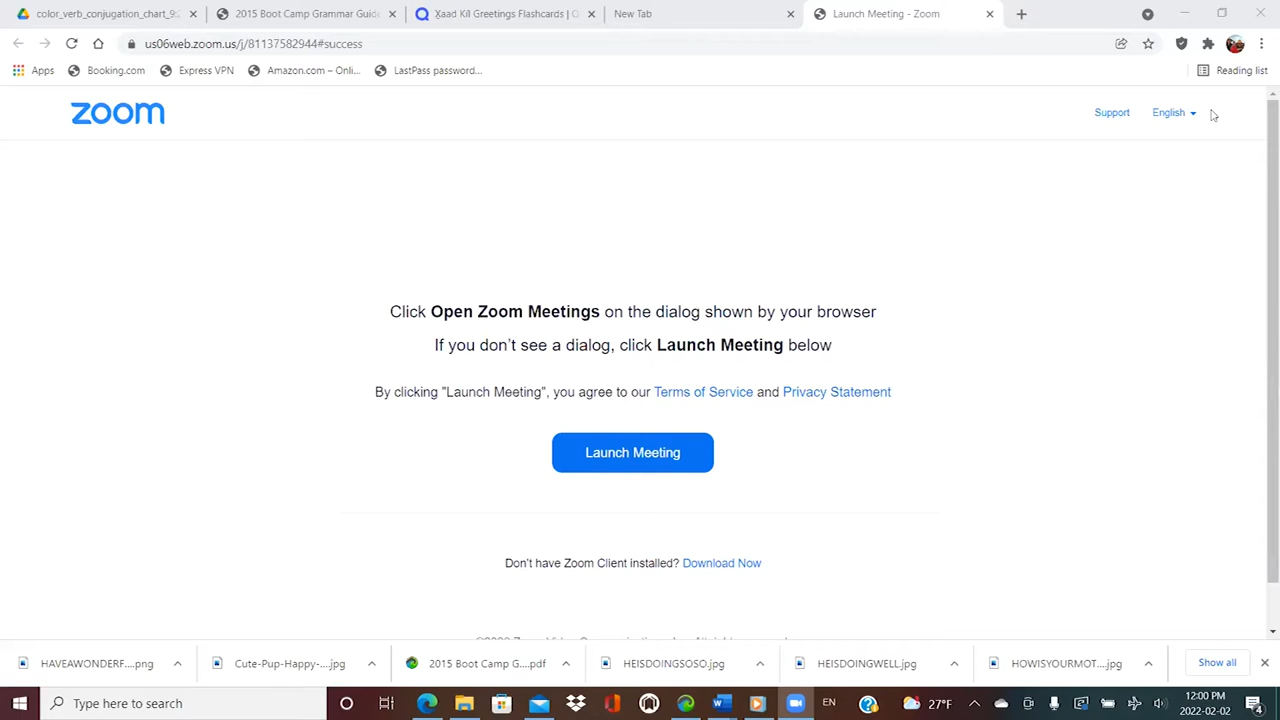 color_verb_conjugation_chart_9:
2015 Boot Camp Grammar Guide
X̱aad Kíl Greetings Flashcards | Q
New Tab
Launch Meeting - Zoom
us06web.zoom.us/j/81137582944#success
Apps
Booking.com
Express VPN
Amazon.com – Onli...
LastPass password...
Reading list
zoom
Support
English
Click Open Zoom Meetings on the dialog shown by your browser
If you don't see a dialog, click Launch Meeting below
By clicking "Launch Meeting", you agree to our Terms of Service and Privacy Statement
Launch Meeting
Don't have Zoom Client installed? Download Now
HAVEAWONDERF....png
Cute-Pup-Happy-....jpg
2015 Boot Camp G....pdf
HEISDOINGSOSO.jpg
HEISDOINGWELL.jpg
HOWISYOURMOT....jpg
Show all
Type here to search
EN
27°F
12:00 PM
2022-02-02
4